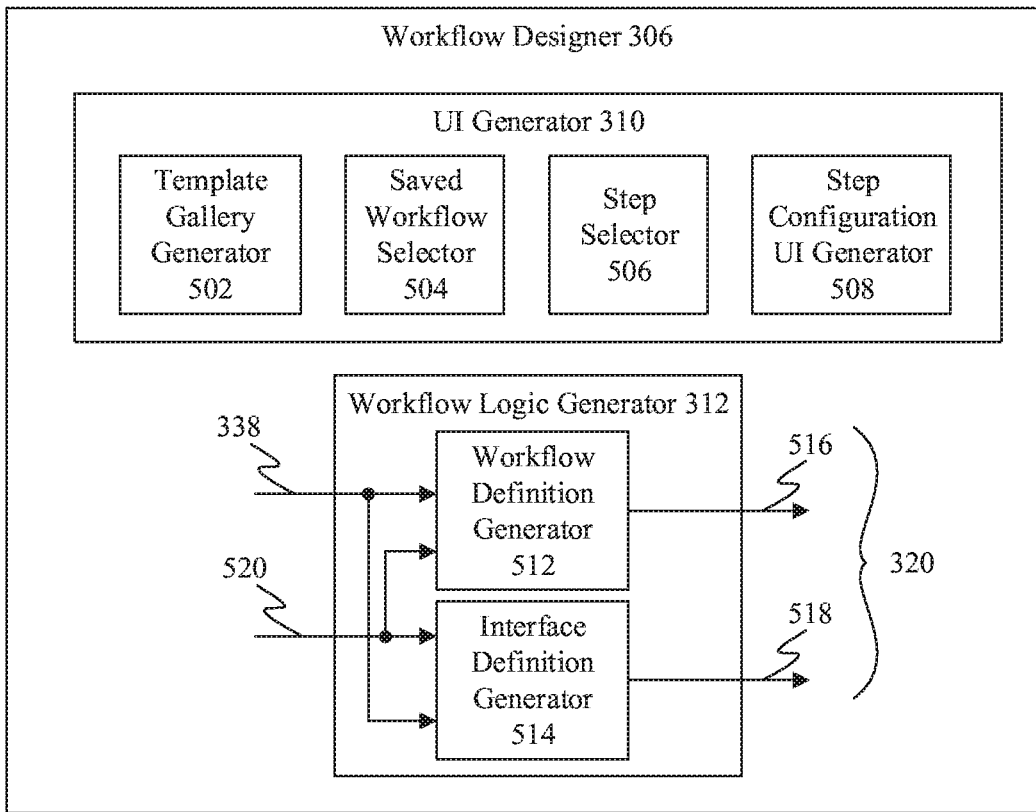 Workflow Designer 306
UI Generator 310
Template
Gallery
Generator
502
Saved
Workflow
Selector
504
Step
Selector
506
Step
Configuration
UI Generator
508
Workflow Logic Generator 312
338
520
Workflow
Definition
Generator
512
Interface
Definition
Generator
514
516
518
320